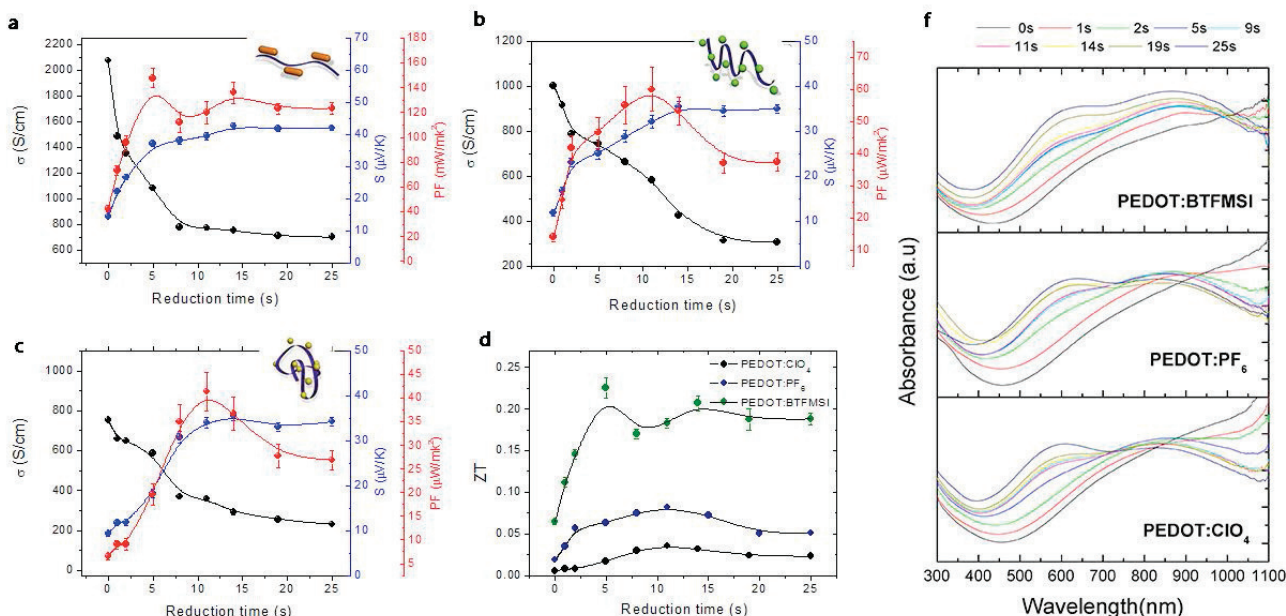 a
2200
2000
1800
1600
1400
1200
1000
800
600
σ (S/cm)
0 5 10 15 20 25
Reduction time (s)
70
60
50
40
30
20
10
0
S (µV/K)
180
160
140
120
100
80
60
40
20
0
PF (mW/mk²)
b
1200
1000
800
600
400
200
σ (S/cm)
0 5 10 15 20 25
Reduction time (s)
50
40
30
20
10
0
S (µV/K)
70
60
50
40
30
20
10
PF (µW/mk²)
c
1000
800
600
400
200
0
σ (S/cm)
0 5 10 15 20 25
Reduction time (s)
50
40
30
20
10
0
S (µV/K)
50
45
40
35
30
25
20
15
10
5
PF (µW/mk²)
d
PEDOT:ClO₄
PEDOT:PF₆
PEDOT:BTFMSI
0.25
0.20
0.15
0.10
0.05
0.00
ZT
0 5 10 15 20 25
Reduction time (s)
f
0s 1s 2s 5s 9s
11s 14s 19s 25s
PEDOT:BTFMSI
PEDOT:PF₆
PEDOT:ClO₄
Absorbance (a.u)
300 400 500 600 700 800 900 1000 1100
Wavelength(nm)